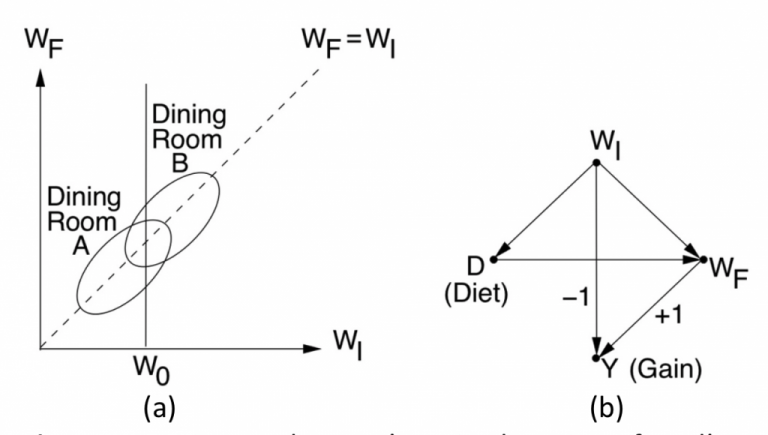 W_F
W_F = W_I
Dining
Room
B
Dining
Room
A
W_I
W_0
(a)
W_I
D
(Diet)
W_F
−1
+1
Y (Gain)
(b)